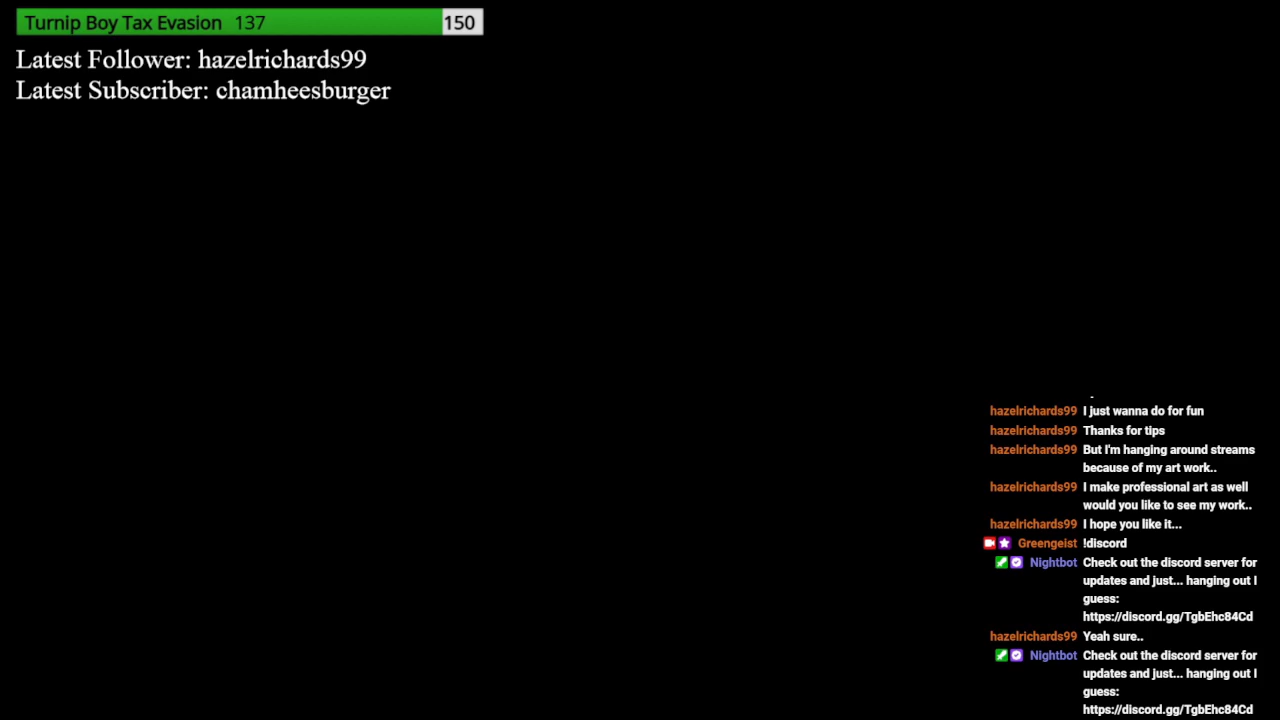 Turnip Boy Tax Evasion 137 150
Latest Follower: hazelrichards99
Latest Subscriber: chamheesburger
hazelrichards99 I just wanna do for fun
hazelrichards99 Thanks for tips
hazelrichards99 But I'm hanging around streams
because of my art work..
hazelrichards99 I make professional art as well
would you like to see my work..
hazelrichards99 I hope you like it...
Greengeist !discord
Nightbot Check out the discord server for
updates and just... hanging out I
guess:
https://discord.gg/TgbEhc84Cd
hazelrichards99 Yeah sure..
Nightbot Check out the discord server for
updates and just... hanging out I
guess:
https://discord.gg/TgbEhc84Cd